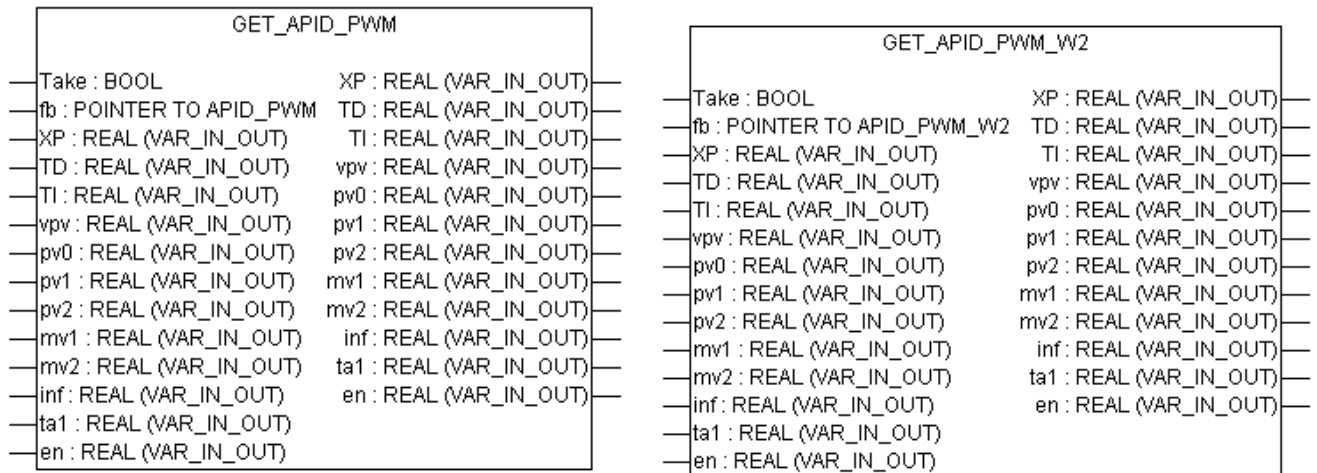 GET_APID_PWM
Take : BOOL XP : REAL (VAR_IN_OUT)
fb : POINTER TO APID_PWM TD : REAL (VAR_IN_OUT)
XP : REAL (VAR_IN_OUT) TI : REAL (VAR_IN_OUT)
TD : REAL (VAR_IN_OUT) vpv : REAL (VAR_IN_OUT)
TI : REAL (VAR_IN_OUT) pv0 : REAL (VAR_IN_OUT)
vpv : REAL (VAR_IN_OUT) pv1 : REAL (VAR_IN_OUT)
pv0 : REAL (VAR_IN_OUT) pv2 : REAL (VAR_IN_OUT)
pv1 : REAL (VAR_IN_OUT) mv1 : REAL (VAR_IN_OUT)
pv2 : REAL (VAR_IN_OUT) mv2 : REAL (VAR_IN_OUT)
mv1 : REAL (VAR_IN_OUT) inf : REAL (VAR_IN_OUT)
mv2 : REAL (VAR_IN_OUT) ta1 : REAL (VAR_IN_OUT)
inf : REAL (VAR_IN_OUT) en : REAL (VAR_IN_OUT)
ta1 : REAL (VAR_IN_OUT)
en : REAL (VAR_IN_OUT)
GET_APID_PWM_W2
Take : BOOL XP : REAL (VAR_IN_OUT)
fb : POINTER TO APID_PWM_W2 TD : REAL (VAR_IN_OUT)
XP : REAL (VAR_IN_OUT) TI : REAL (VAR_IN_OUT)
TD : REAL (VAR_IN_OUT) vpv : REAL (VAR_IN_OUT)
TI : REAL (VAR_IN_OUT) pv0 : REAL (VAR_IN_OUT)
vpv : REAL (VAR_IN_OUT) pv1 : REAL (VAR_IN_OUT)
pv0 : REAL (VAR_IN_OUT) pv2 : REAL (VAR_IN_OUT)
pv1 : REAL (VAR_IN_OUT) mv1 : REAL (VAR_IN_OUT)
pv2 : REAL (VAR_IN_OUT) mv2 : REAL (VAR_IN_OUT)
mv1 : REAL (VAR_IN_OUT) inf : REAL (VAR_IN_OUT)
mv2 : REAL (VAR_IN_OUT) ta1 : REAL (VAR_IN_OUT)
inf : REAL (VAR_IN_OUT) en : REAL (VAR_IN_OUT)
ta1 : REAL (VAR_IN_OUT)
en : REAL (VAR_IN_OUT)